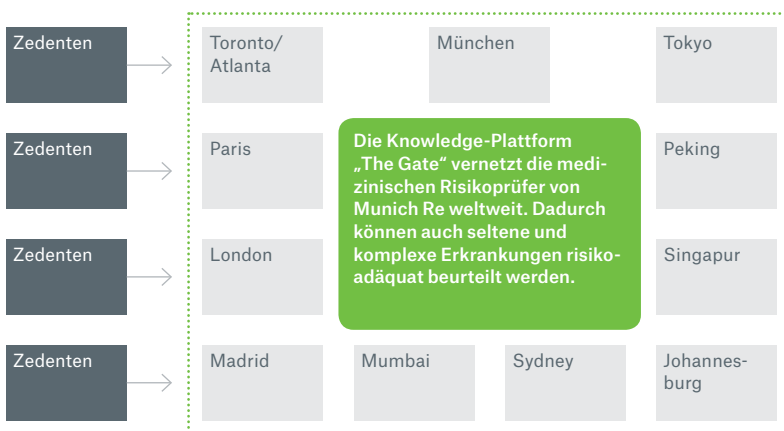 Zedenten
Toronto/
Atlanta
München
Tokyo
Zedenten
Paris
Die Knowledge-Plattform
„The Gate“ vernetzt die medi-
zinischen Risikoprüfer von
Munich Re weltweit. Dadurch
können auch seltene und
komplexe Erkrankungen risiko-
adäquat beurteilt werden.
Peking
Zedenten
London
Singapur
Zedenten
Madrid
Mumbai
Sydney
Johannes-
burg